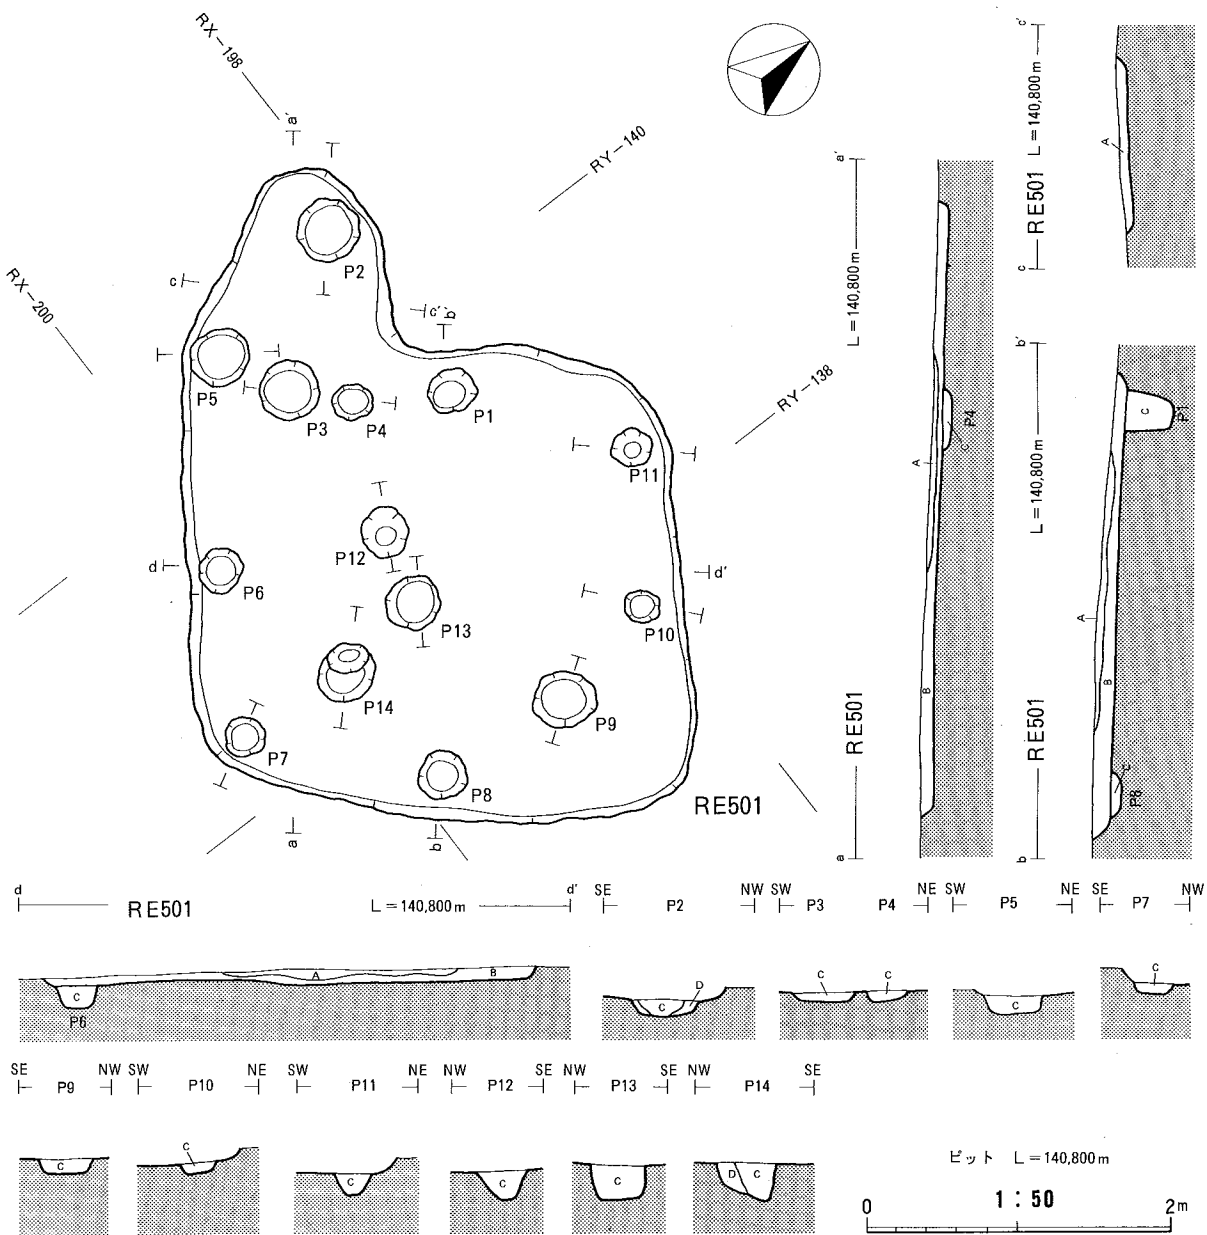 RX-198
RY-140
RX-200
RY-138
a'
c
c'
b'
P2
P5
P3
P4
P1
P11
P12
d
d'
P6
P13
P10
P14
P9
P7
P8
RE501
a
b
a'
L=140,800m
A
P4
C
B
RE501
a
c'
L=140,800m
A
RE501
c
b'
C
P1
L=140,800m
A
B
RE501
C
P8
b
d RE501 L=140,800m d'
A B
C
P6
SE P2 NW
C D
SW P3 P4 NE
C C
SW P5 NE
C
SE P7 NW
C
SE P9 NW
C
SW P10 NE
C
SW P11 NE
C
NW P12 SE
C
NW P13 SE
C
NW P14 SE
D C
ピット L=140,800m
1:50
0 2m